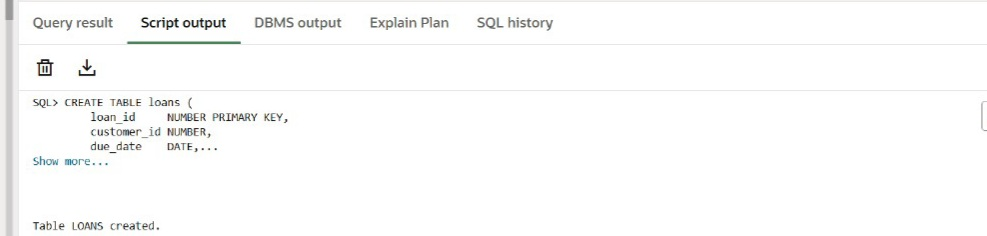 Query result Script output DBMS output Explain Plan SQL history
SQL> CREATE TABLE loans (
loan_id NUMBER PRIMARY KEY,
customer_id NUMBER,
due_date DATE,...
Show more...
Table LOANS created.